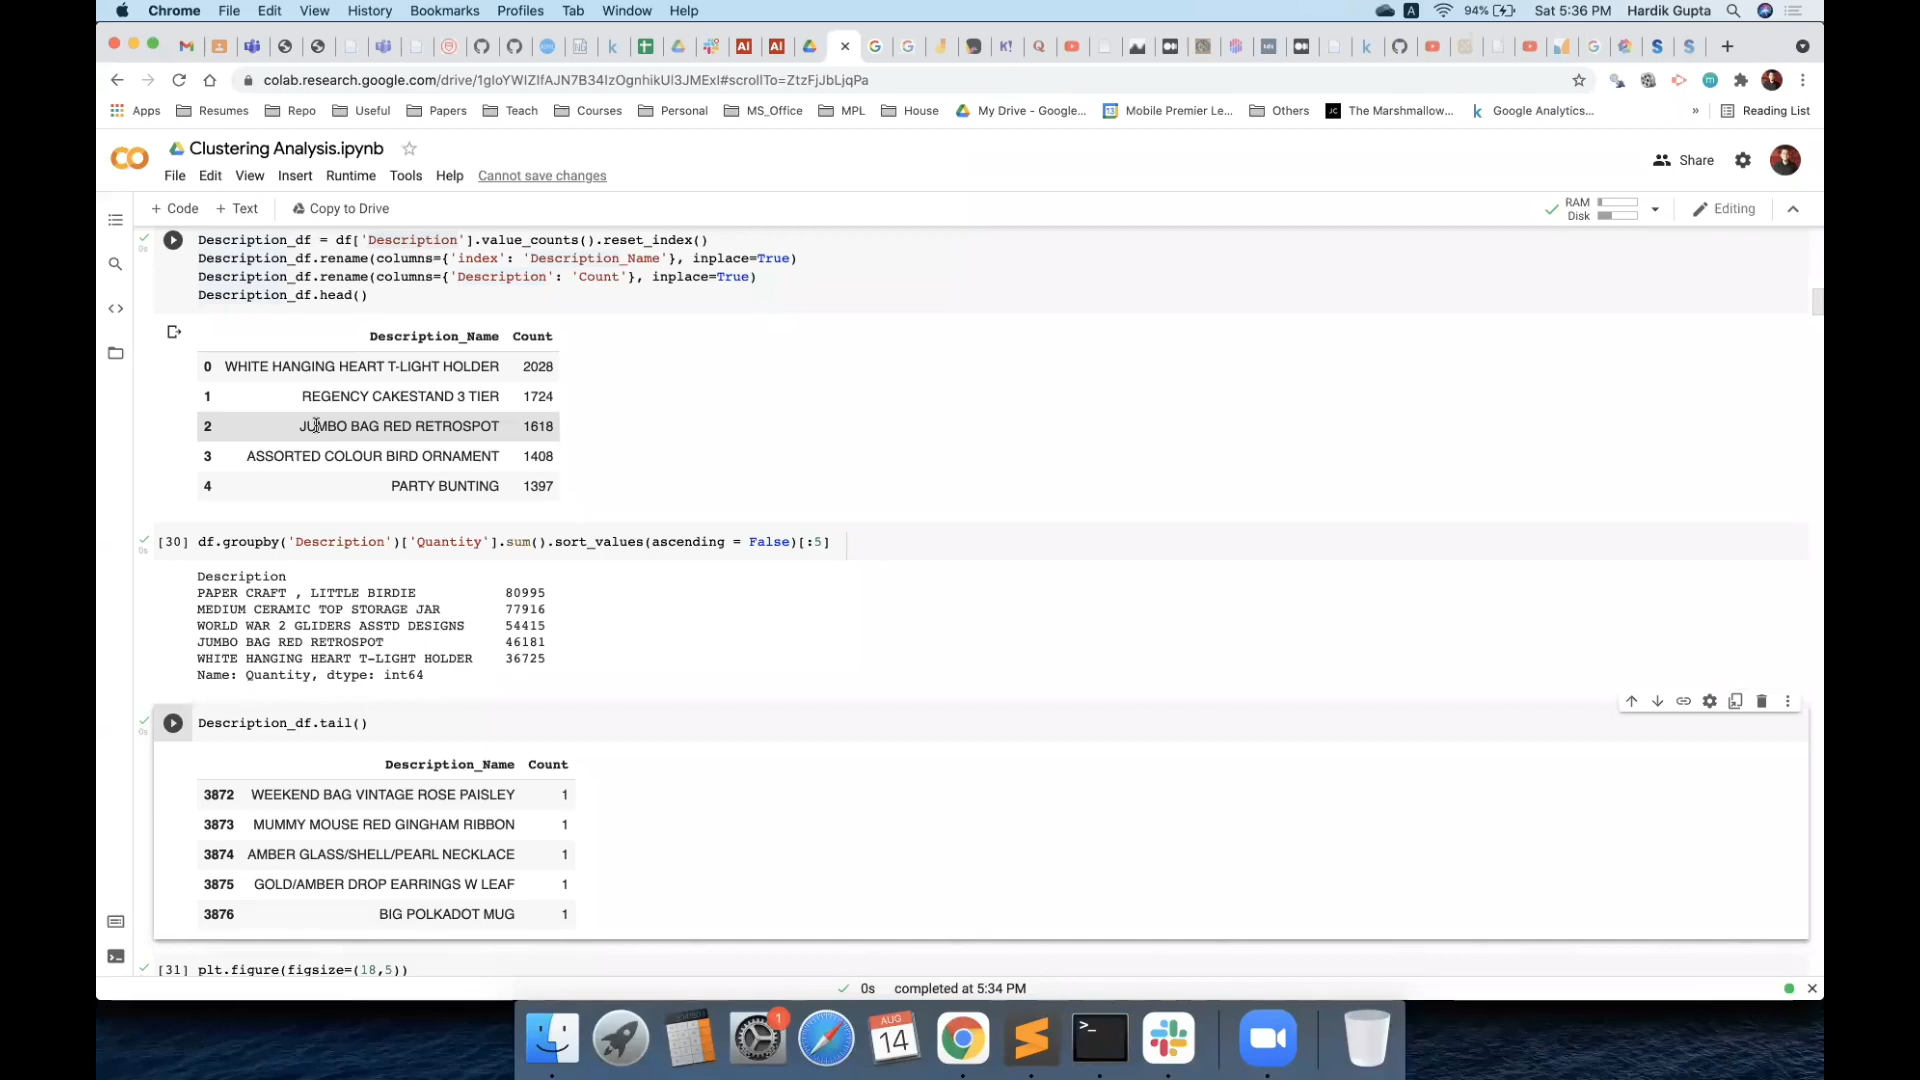 Chrome File Edit View History Bookmarks Profiles Tab Window Help
A 94% Sat 5:36 PM Hardik Gupta
colab.research.google.com/drive/1gIoYWIZIfAJN7B34IzOgnhikUl3JMExI#scrollTo=ZtzFjJbLjqPa
Apps Resumes Repo Useful Papers Teach Courses Personal MS_Office MPL House My Drive - Google... Mobile Premier Le... Others The Marshmallow... Google Analytics... » Reading List
CO Clustering Analysis.ipynb
Share
File Edit View Insert Runtime Tools Help Cannot save changes
+ Code + Text Copy to Drive
RAM
Disk
Editing
Description_df = df['Description'].value_counts().reset_index()
Description_df.rename(columns={'index': 'Description_Name'}, inplace=True)
Description_df.rename(columns={'Description': 'Count'}, inplace=True)
Description_df.head()
0s
Description_Name Count
0 WHITE HANGING HEART T-LIGHT HOLDER 2028
1 REGENCY CAKESTAND 3 TIER 1724
2 JUMBO BAG RED RETROSPOT 1618
3 ASSORTED COLOUR BIRD ORNAMENT 1408
4 PARTY BUNTING 1397
[30] df.groupby('Description')['Quantity'].sum().sort_values(ascending = False)[:5]
0s
Description
PAPER CRAFT , LITTLE BIRDIE 80995
MEDIUM CERAMIC TOP STORAGE JAR 77916
WORLD WAR 2 GLIDERS ASSTD DESIGNS 54415
JUMBO BAG RED RETROSPOT 46181
WHITE HANGING HEART T-LIGHT HOLDER 36725
Name: Quantity, dtype: int64
Description_df.tail()
0s
Description_Name Count
3872 WEEKEND BAG VINTAGE ROSE PAISLEY 1
3873 MUMMY MOUSE RED GINGHAM RIBBON 1
3874 AMBER GLASS/SHELL/PEARL NECKLACE 1
3875 GOLD/AMBER DROP EARRINGS W LEAF 1
3876 BIG POLKADOT MUG 1
[31] plt.figure(figsize=(18,5))
0s completed at 5:34 PM
1
AUG
14